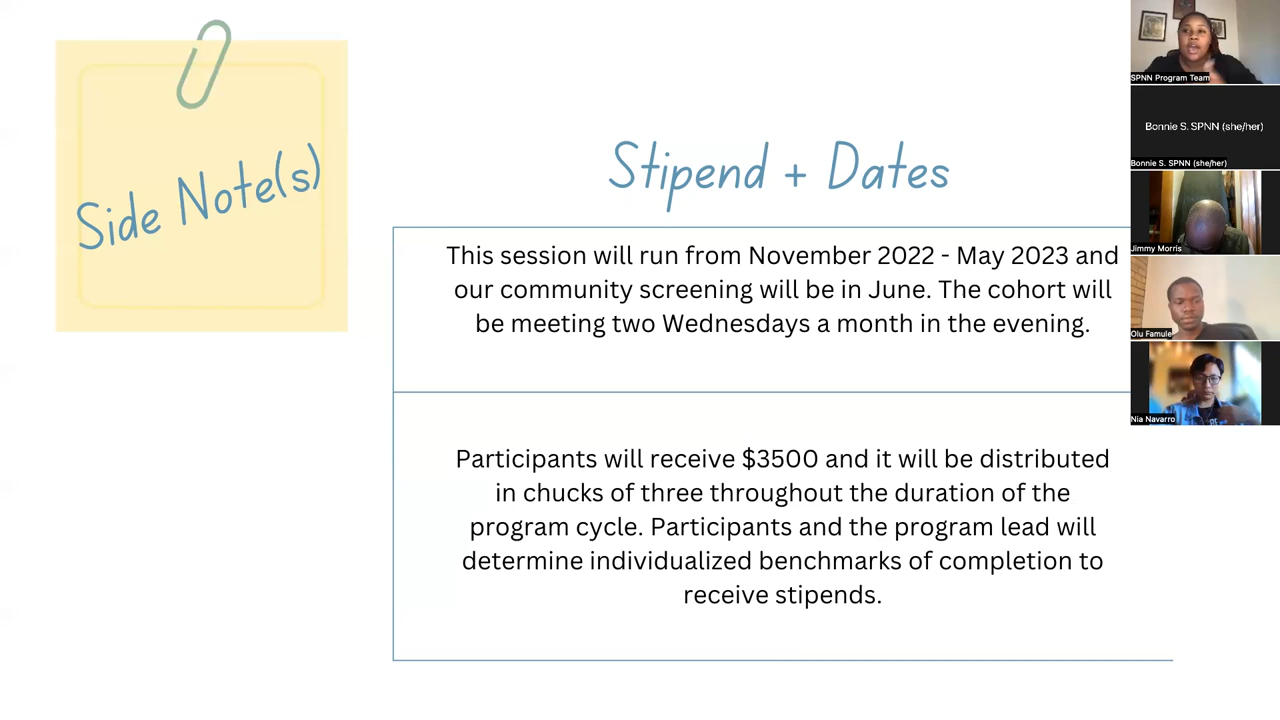 Side Note(s)
Stipend + Dates
This session will run from November 2022 - May 2023 and
our community screening will be in June. The cohort will
be meeting two Wednesdays a month in the evening.
Participants will receive $3500 and it will be distributed
in chucks of three throughout the duration of the
program cycle. Participants and the program lead will
determine individualized benchmarks of completion to
receive stipends.
SPNN Program Team
Bonnie S. SPNN (she/her)
Bonnie S. SPNN (she/her)
Jimmy Morris
Olu Famule
Nia Navarro